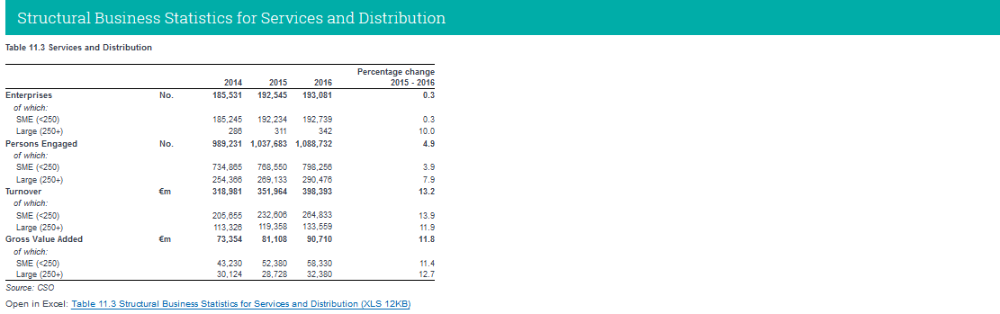 Structural Business Statistics for Services and Distribution
Table 11.3 Services and Distribution
Percentage change
2014 2015 2016 2015 - 2016
Enterprises No. 185,531 192,545 193,081 0.3
of which:
SME (<250) 185,245 192,234 192,739 0.3
Large (250+) 286 311 342 10.0
Persons Engaged No. 989,231 1,037,683 1,088,732 4.9
of which:
SME (<250) 734,865 768,550 798,256 3.9
Large (250+) 254,366 269,133 290,476 7.9
Turnover €m 318,981 351,964 398,393 13.2
of which:
SME (<250) 205,655 232,606 264,833 13.9
Large (250+) 113,326 119,358 133,559 11.9
Gross Value Added €m 73,354 81,108 90,710 11.8
of which:
SME (<250) 43,230 52,380 58,330 11.4
Large (250+) 30,124 28,728 32,380 12.7
Source: CSO
Open in Excel: Table 11.3 Structural Business Statistics for Services and Distribution (XLS 12KB)